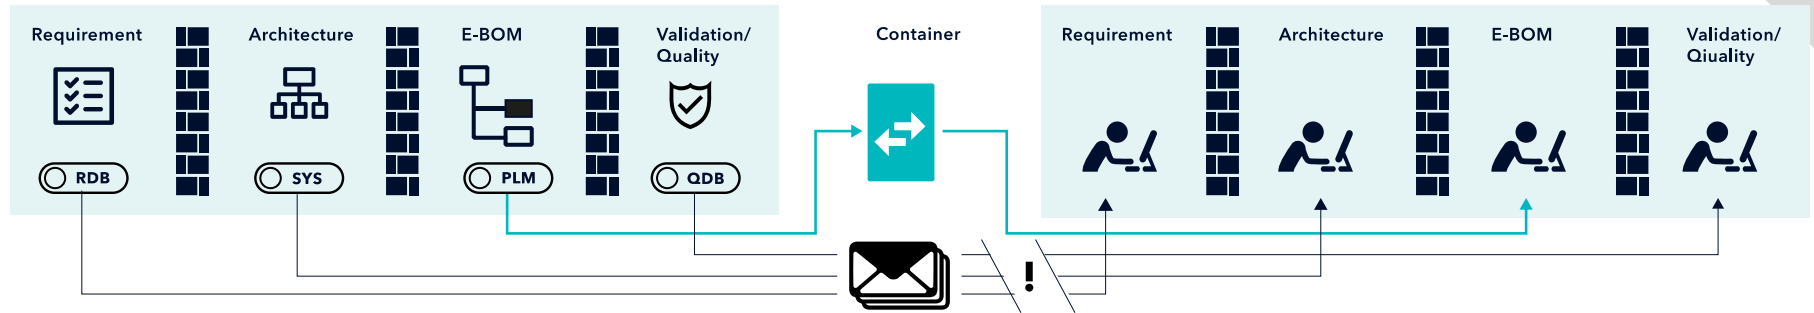 Requirement
Architecture
E-BOM
Validation/
Quality
RDB
SYS
PLM
QDB
Container
!
Requirement
Architecture
E-BOM
Validation/
Qiuality